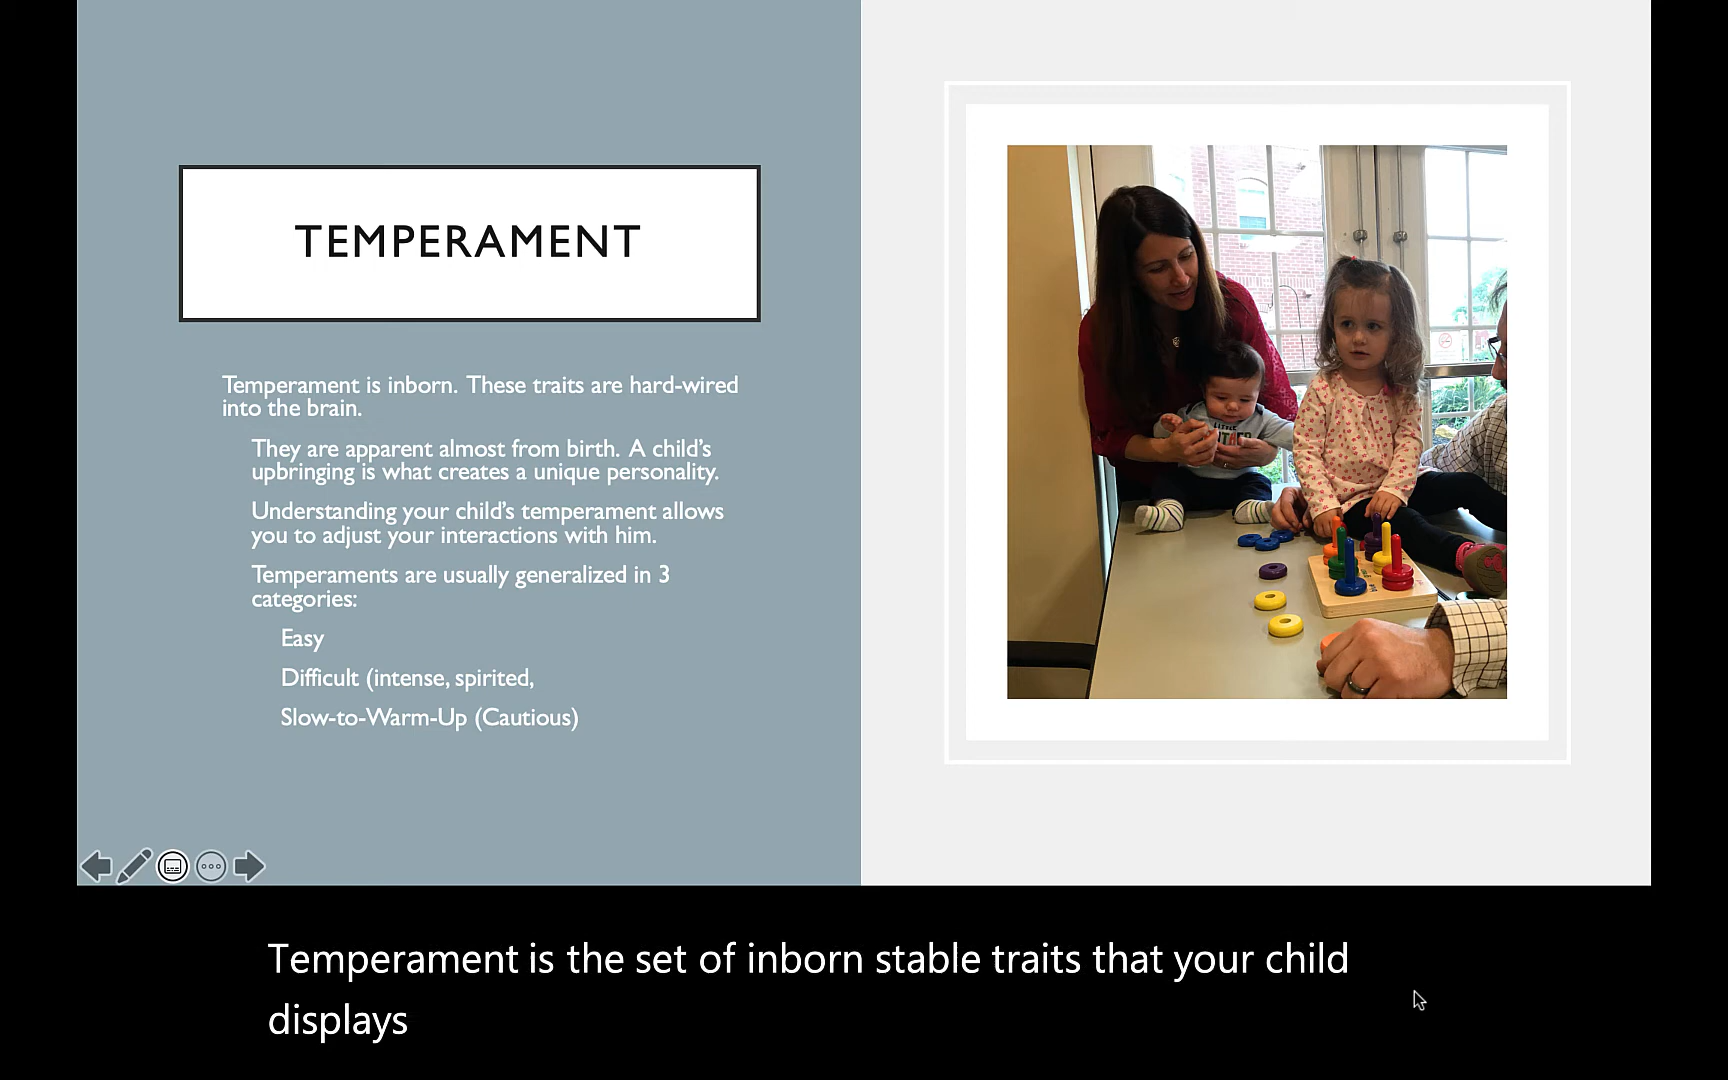 TEMPERAMENT
Temperament is inborn. These traits are hard-wired
into the brain.
They are apparent almost from birth. A child's
upbringing is what creates a unique personality.
Understanding your child's temperament allows
you to adjust your interactions with him.
Temperaments are usually generalized in 3
categories:
Easy
Difficult (intense, spirited,
Slow-to-Warm-Up (Cautious)
LITTLE
Temperament is the set of inborn stable traits that your child
displays